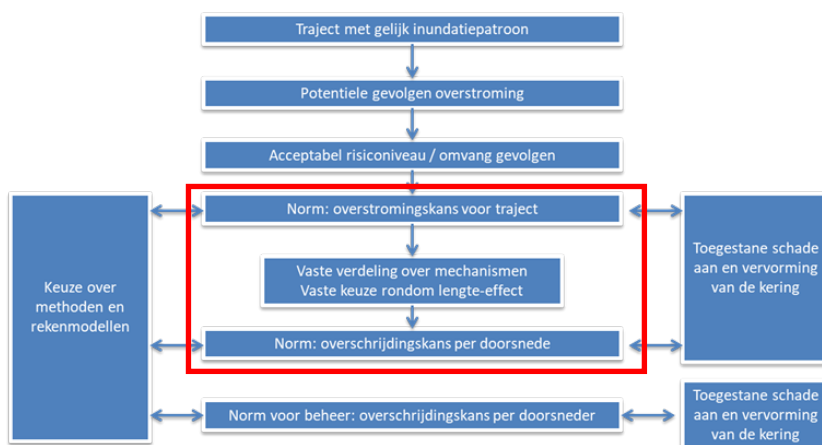 Traject met gelijk inundatiepatroon
Potentiele gevolgen overstroming
Acceptabel risiconiveau / omvang gevolgen
Norm: overstromingskans voor traject
Vaste verdeling over mechanismen
Vaste keuze rondom lengte-effect
Norm: overschrijdingskans per doorsnede
Norm voor beheer: overschrijdingskans per doorsneder
Keuze over
methoden en
rekenmodellen
Toegestane schade
aan en vervorming
van de kering
Toegestane schade
aan en vervorming
van de kering